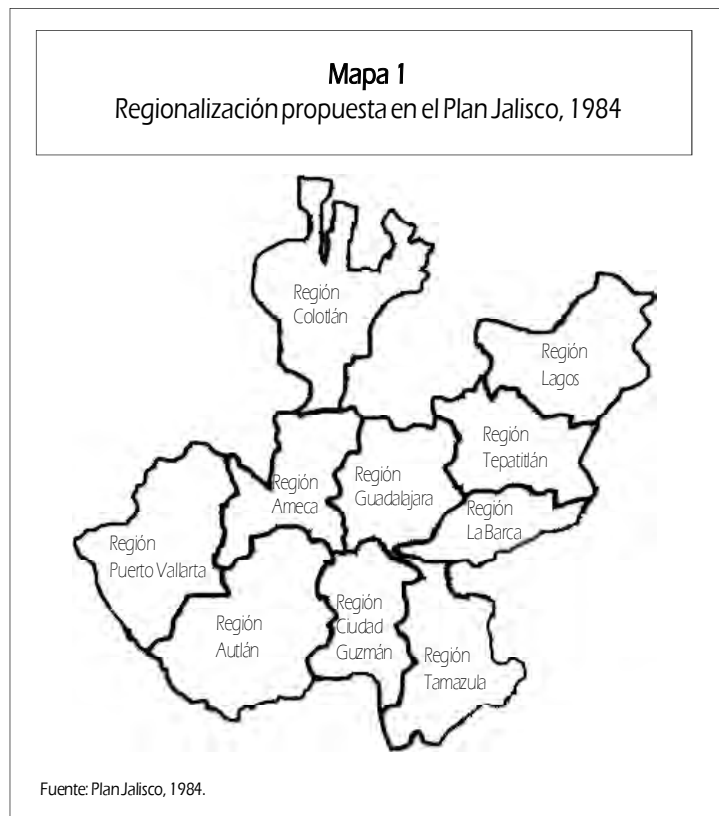 Mapa 1
Regionalización propuesta en el Plan Jalisco, 1984
Región
Colotlán
Región
Lagos
Región
Tepatitlán
Región
Ameca
Región
Guadalajara
Región
La Barca
Región
Puerto Vallarta
Región
Autlán
Región
Ciudad
Guzmán
Región
Tamazula
Fuente: Plan Jalisco, 1984.